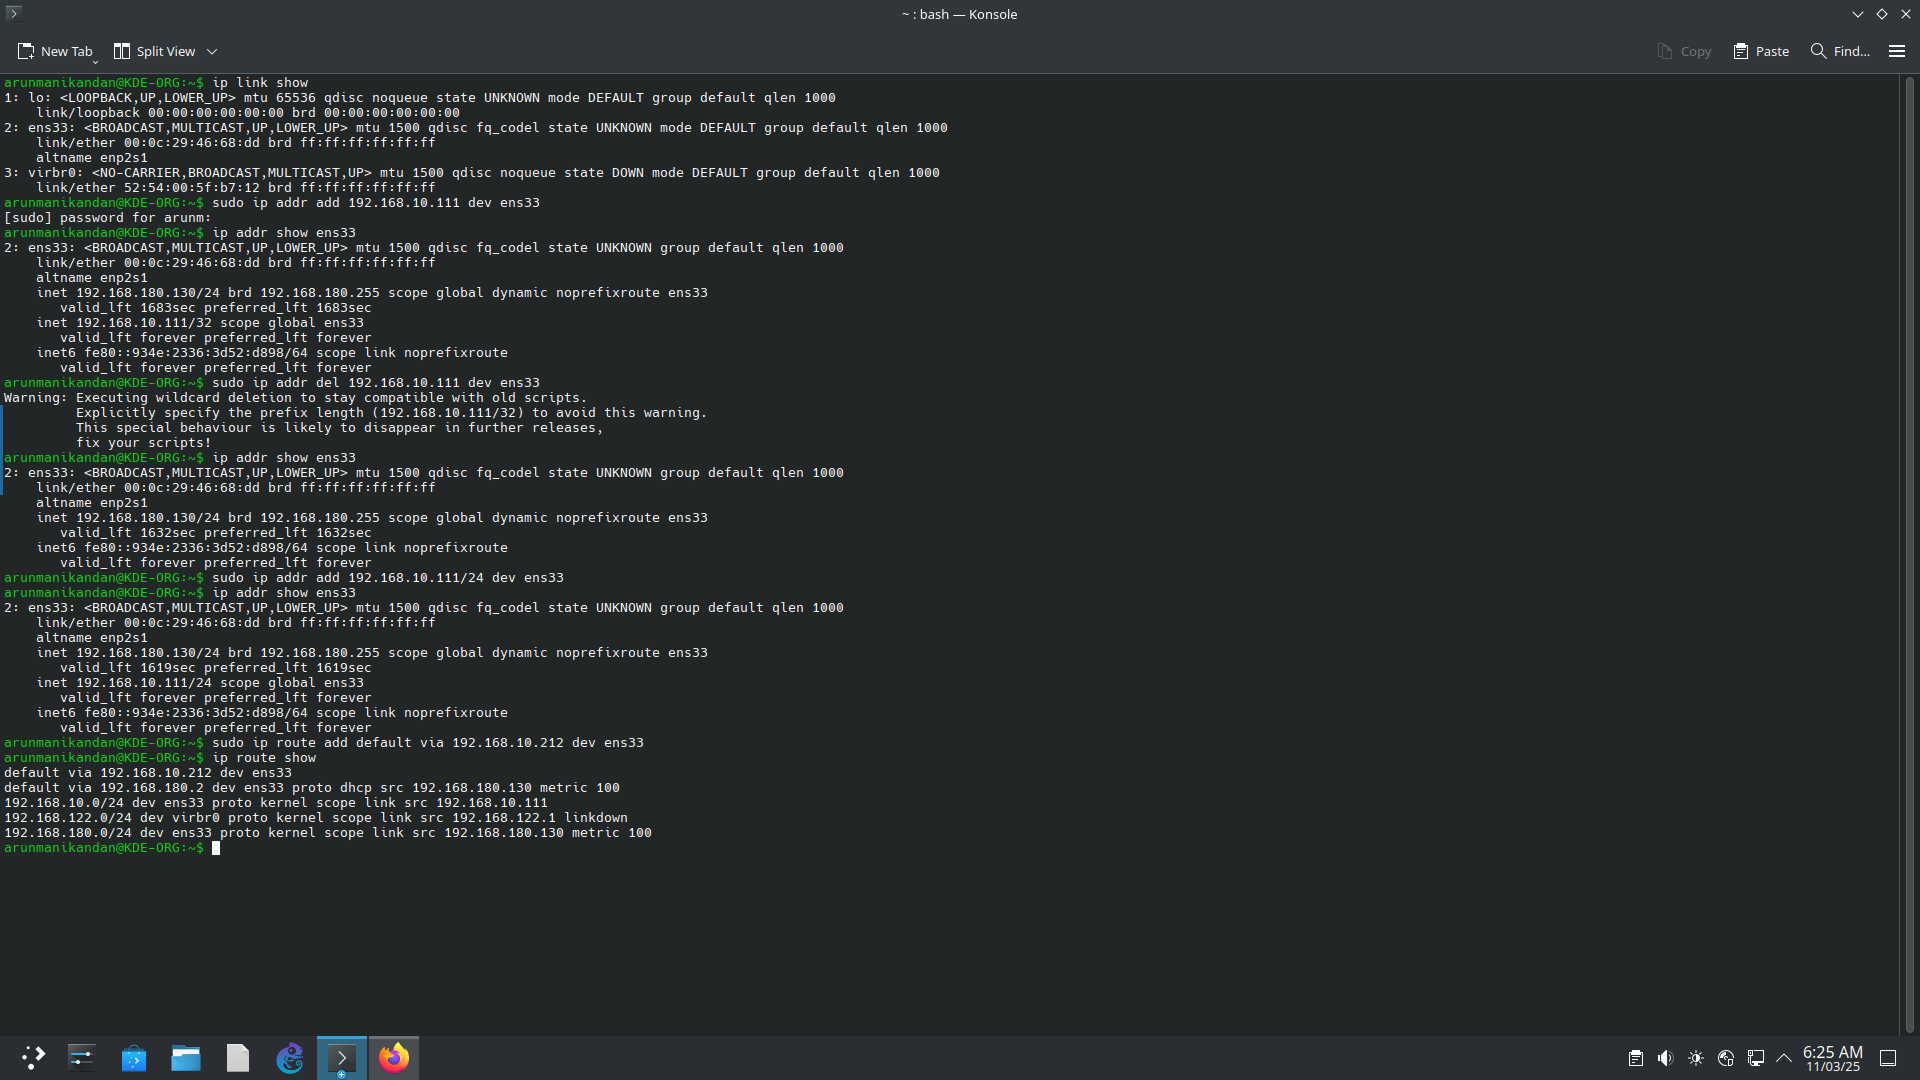 ~ : bash — Konsole
New Tab
Split View
Copy
Paste
Find...
arunmanikandan@KDE-ORG:~$ ip link show
1: lo: <LOOPBACK,UP,LOWER_UP> mtu 65536 qdisc noqueue state UNKNOWN mode DEFAULT group default qlen 1000
    link/loopback 00:00:00:00:00:00 brd 00:00:00:00:00:00
2: ens33: <BROADCAST,MULTICAST,UP,LOWER_UP> mtu 1500 qdisc fq_codel state UNKNOWN mode DEFAULT group default qlen 1000
    link/ether 00:0c:29:46:68:dd brd ff:ff:ff:ff:ff:ff
    altname enp2s1
3: virbr0: <NO-CARRIER,BROADCAST,MULTICAST,UP> mtu 1500 qdisc noqueue state DOWN mode DEFAULT group default qlen 1000
    link/ether 52:54:00:5f:b7:12 brd ff:ff:ff:ff:ff:ff
arunmanikandan@KDE-ORG:~$ sudo ip addr add 192.168.10.111 dev ens33
[sudo] password for arunm:
arunmanikandan@KDE-ORG:~$ ip addr show ens33
2: ens33: <BROADCAST,MULTICAST,UP,LOWER_UP> mtu 1500 qdisc fq_codel state UNKNOWN group default qlen 1000
    link/ether 00:0c:29:46:68:dd brd ff:ff:ff:ff:ff:ff
    altname enp2s1
    inet 192.168.180.130/24 brd 192.168.180.255 scope global dynamic noprefixroute ens33
       valid_lft 1683sec preferred_lft 1683sec
    inet 192.168.10.111/32 scope global ens33
       valid_lft forever preferred_lft forever
    inet6 fe80::934e:2336:3d52:d898/64 scope link noprefixroute
       valid_lft forever preferred_lft forever
arunmanikandan@KDE-ORG:~$ sudo ip addr del 192.168.10.111 dev ens33
Warning: Executing wildcard deletion to stay compatible with old scripts.
         Explicitly specify the prefix length (192.168.10.111/32) to avoid this warning.
         This special behaviour is likely to disappear in further releases,
         fix your scripts!
arunmanikandan@KDE-ORG:~$ ip addr show ens33
2: ens33: <BROADCAST,MULTICAST,UP,LOWER_UP> mtu 1500 qdisc fq_codel state UNKNOWN group default qlen 1000
    link/ether 00:0c:29:46:68:dd brd ff:ff:ff:ff:ff:ff
    altname enp2s1
    inet 192.168.180.130/24 brd 192.168.180.255 scope global dynamic noprefixroute ens33
       valid_lft 1632sec preferred_lft 1632sec
    inet6 fe80::934e:2336:3d52:d898/64 scope link noprefixroute
       valid_lft forever preferred_lft forever
arunmanikandan@KDE-ORG:~$ sudo ip addr add 192.168.10.111/24 dev ens33
arunmanikandan@KDE-ORG:~$ ip addr show ens33
2: ens33: <BROADCAST,MULTICAST,UP,LOWER_UP> mtu 1500 qdisc fq_codel state UNKNOWN group default qlen 1000
    link/ether 00:0c:29:46:68:dd brd ff:ff:ff:ff:ff:ff
    altname enp2s1
    inet 192.168.180.130/24 brd 192.168.180.255 scope global dynamic noprefixroute ens33
       valid_lft 1619sec preferred_lft 1619sec
    inet 192.168.10.111/24 scope global ens33
       valid_lft forever preferred_lft forever
    inet6 fe80::934e:2336:3d52:d898/64 scope link noprefixroute
       valid_lft forever preferred_lft forever
arunmanikandan@KDE-ORG:~$ sudo ip route add default via 192.168.10.212 dev ens33
arunmanikandan@KDE-ORG:~$ ip route show
default via 192.168.10.212 dev ens33
default via 192.168.180.2 dev ens33 proto dhcp src 192.168.180.130 metric 100
192.168.10.0/24 dev ens33 proto kernel scope link src 192.168.10.111
192.168.122.0/24 dev virbr0 proto kernel scope link src 192.168.122.1 linkdown
192.168.180.0/24 dev ens33 proto kernel scope link src 192.168.180.130 metric 100
arunmanikandan@KDE-ORG:~$
6:25 AM
11/03/25